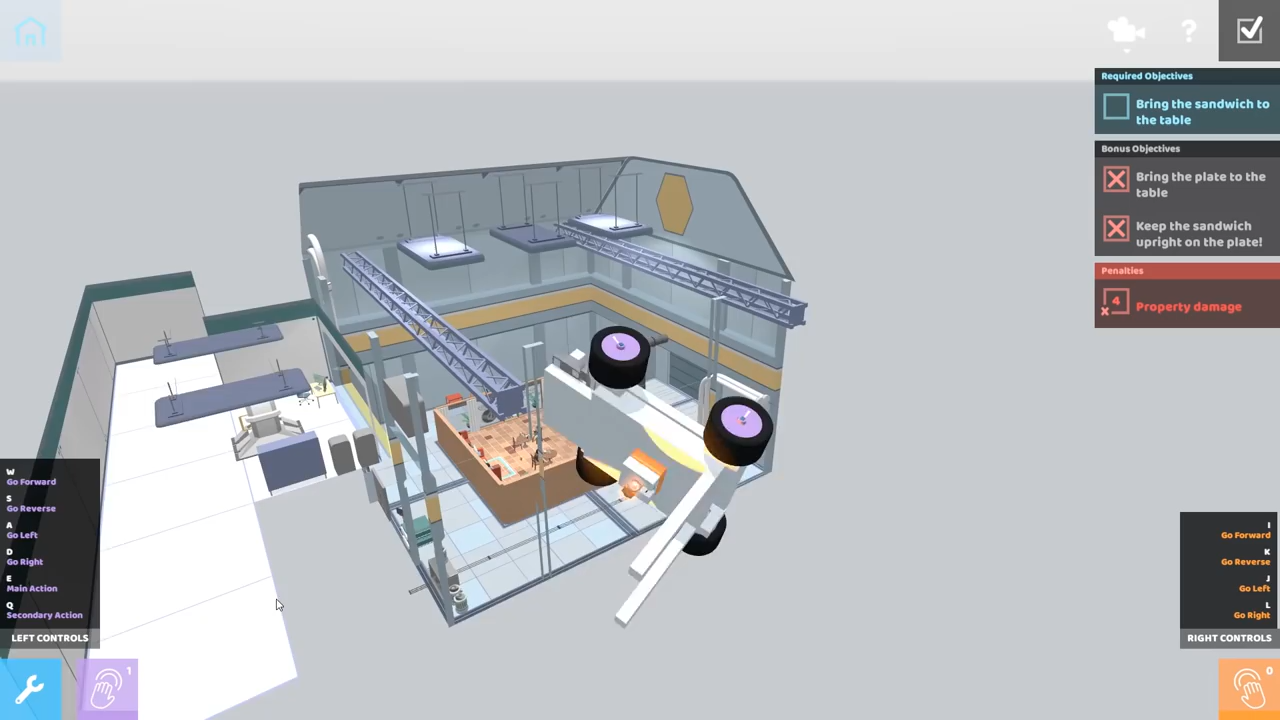 Required Objectives
Bring the sandwich to
the table
Bonus Objectives
Bring the plate to the
table
Keep the sandwich
upright on the plate!
Penalties
4
x
Property damage
W
Go Forward
S
Go Reverse
A
Go Left
D
Go Right
E
Main Action
Q
Secondary Action
LEFT CONTROLS
I
Go Forward
K
Go Reverse
J
Go Left
L
Go Right
RIGHT CONTROLS
1
0
?